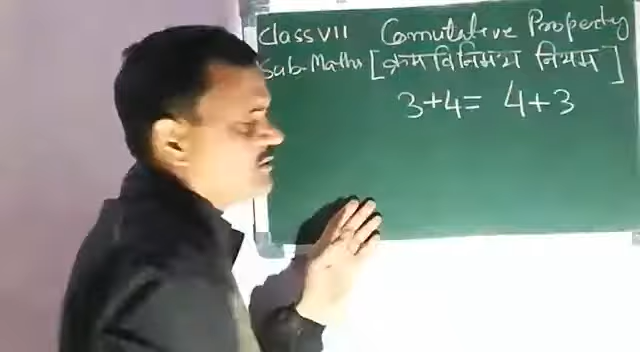 Class VII Comutative Property
Sub-Maths [क्रम विनिमय नियम]
3+4= 4+3